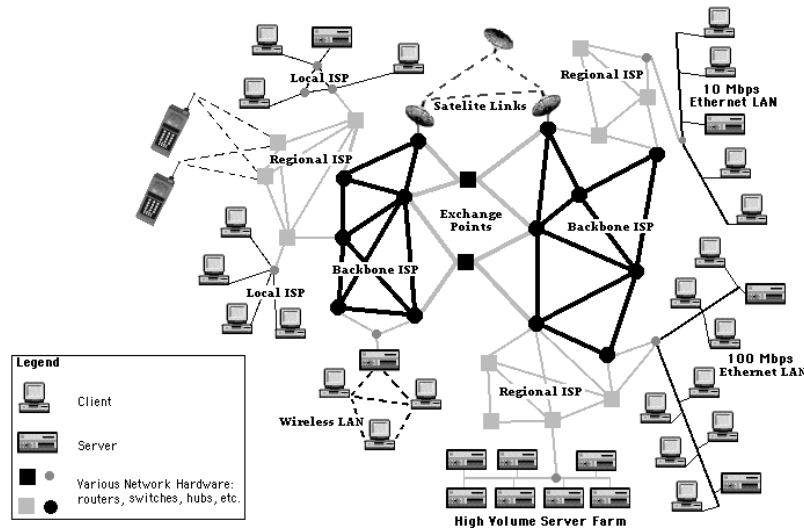 Local ISP
Regional ISP
Satelite Links
10 Mbps
Ethernet LAN
Regional ISP
Exchange
Points
Backbone ISP
Backbone ISP
Local ISP
100 Mbps
Ethernet LAN
Wireless LAN
Regional ISP
Legend
Client
Server
Various Network Hardware:
routers, switches, hubs, etc.
High Volume Server Farm